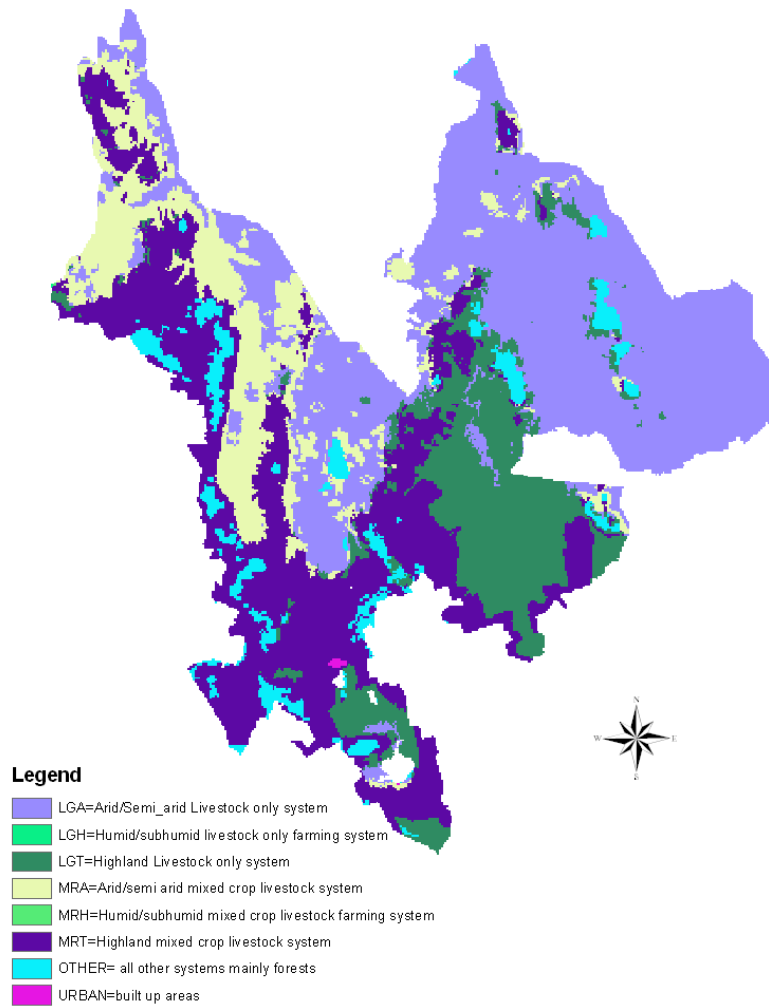 N
W
E
S
Legend
LGA=Arid/Semi_arid Livestock only system
LGH=Humid/subhumid livestock only farming system
LGT=Highland Livestock only system
MRA=Arid/semi arid mixed crop livestock system
MRH=Humid/subhumid mixed crop livestock farming system
MRT=Highland mixed crop livestock system
OTHER= all other systems mainly forests
URBAN=built up areas